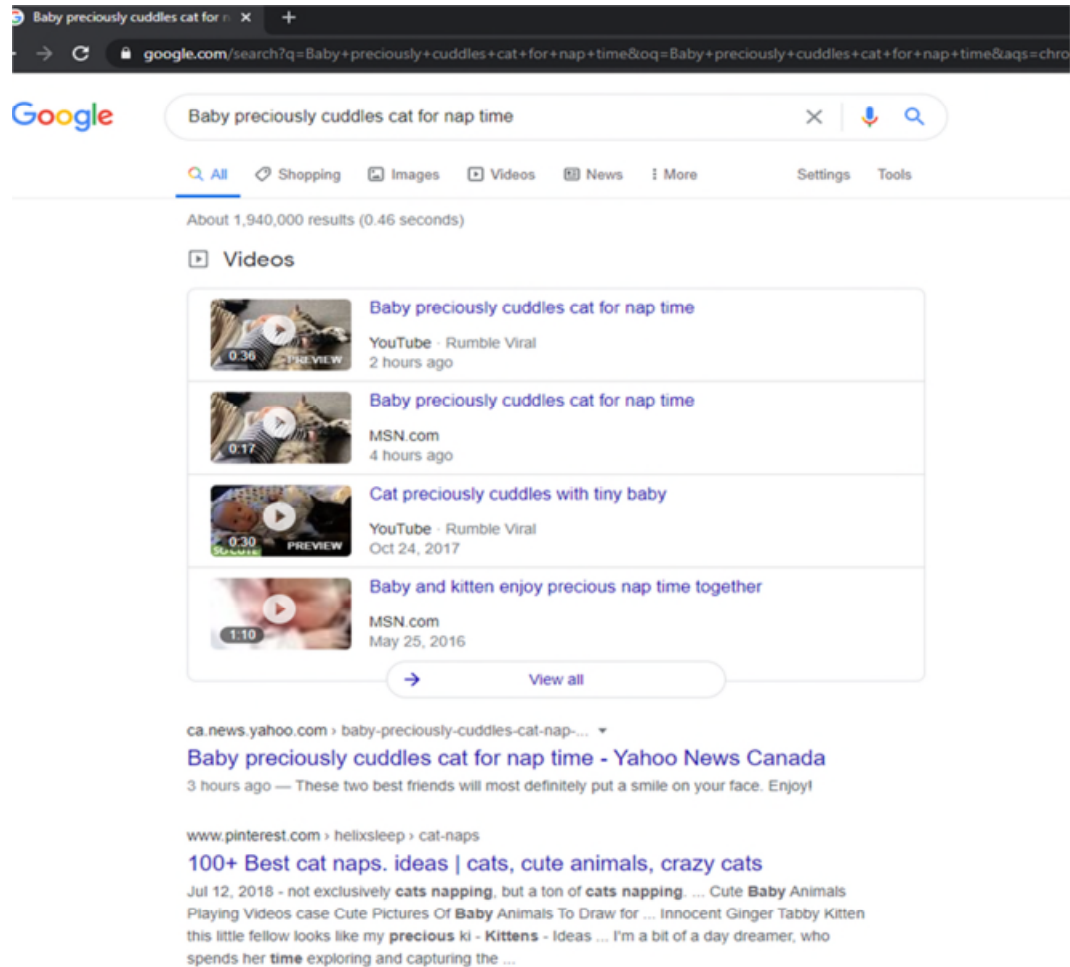 Baby preciously cuddles cat for n
google.com/search?q=Baby+preciously+cuddles+cat+for+nap+time&oq=Baby+preciously+cuddles+cat+for+nap+time&aqs=chro
Google
Baby preciously cuddles cat for nap time
All Shopping Images Videos News More Settings Tools
About 1,940,000 results (0.46 seconds)
Videos
Baby preciously cuddles cat for nap time
YouTube · Rumble Viral
0:36 PREVIEW
2 hours ago
Baby preciously cuddles cat for nap time
MSN.com
0:17
4 hours ago
Cat preciously cuddles with tiny baby
YouTube · Rumble Viral
0:30 PREVIEW
SO CUTE
Oct 24, 2017
Baby and kitten enjoy precious nap time together
MSN.com
1:10
May 25, 2016
View all
ca.news.yahoo.com › baby-preciously-cuddles-cat-nap-...
Baby preciously cuddles cat for nap time - Yahoo News Canada
3 hours ago — These two best friends will most definitely put a smile on your face. Enjoy!
www.pinterest.com › helixsleep › cat-naps
100+ Best cat naps. ideas | cats, cute animals, crazy cats
Jul 12, 2018 - not exclusively cats napping, but a ton of cats napping. ... Cute Baby Animals
Playing Videos case Cute Pictures Of Baby Animals To Draw for ... Innocent Ginger Tabby Kitten
this little fellow looks like my precious ki - Kittens - Ideas ... I'm a bit of a day dreamer, who
spends her time exploring and capturing the ...